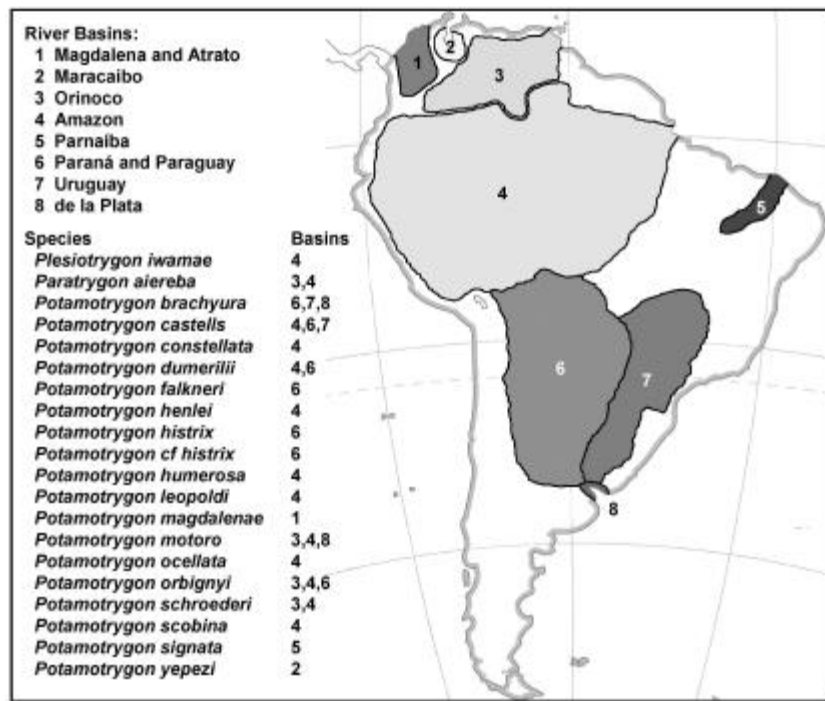 River Basins:
1 Magdalena and Atrato
2 Maracaibo
3 Orinoco
4 Amazon
5 Parnaíba
6 Paraná and Paraguay
7 Uruguay
8 de la Plata
Species Basins
Plesiotrygon iwamae 4
Paratrygon aiereba 3,4
Potamotrygon brachyura 6,7,8
Potamotrygon castells 4,6,7
Potamotrygon constellata 4
Potamotrygon dumerilii 4,6
Potamotrygon falkneri 6
Potamotrygon henlei 4
Potamotrygon histrix 6
Potamotrygon cf histrix 6
Potamotrygon humerosa 4
Potamotrygon leopoldi 4
Potamotrygon magdalenae 1
Potamotrygon motoro 3,4,8
Potamotrygon ocellata 4
Potamotrygon orbignyi 3,4,6
Potamotrygon schroederi 3,4
Potamotrygon scobina 4
Potamotrygon signata 5
Potamotrygon yepezi 2
1
2
3
4
5
6
7
8